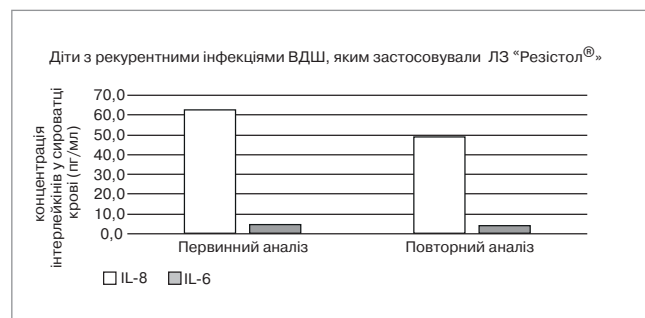 Діти з рекурентними інфекціями ВДШ, яким застосовували ЛЗ "Резістол®»
концентрація
інтерлейкінів у сироватці
крові (пг/мл)
70,0
60,0
50,0
40,0
30,0
20,0
10,0
0,0
Первинний аналіз Повторний аналіз
IL-8 IL-6